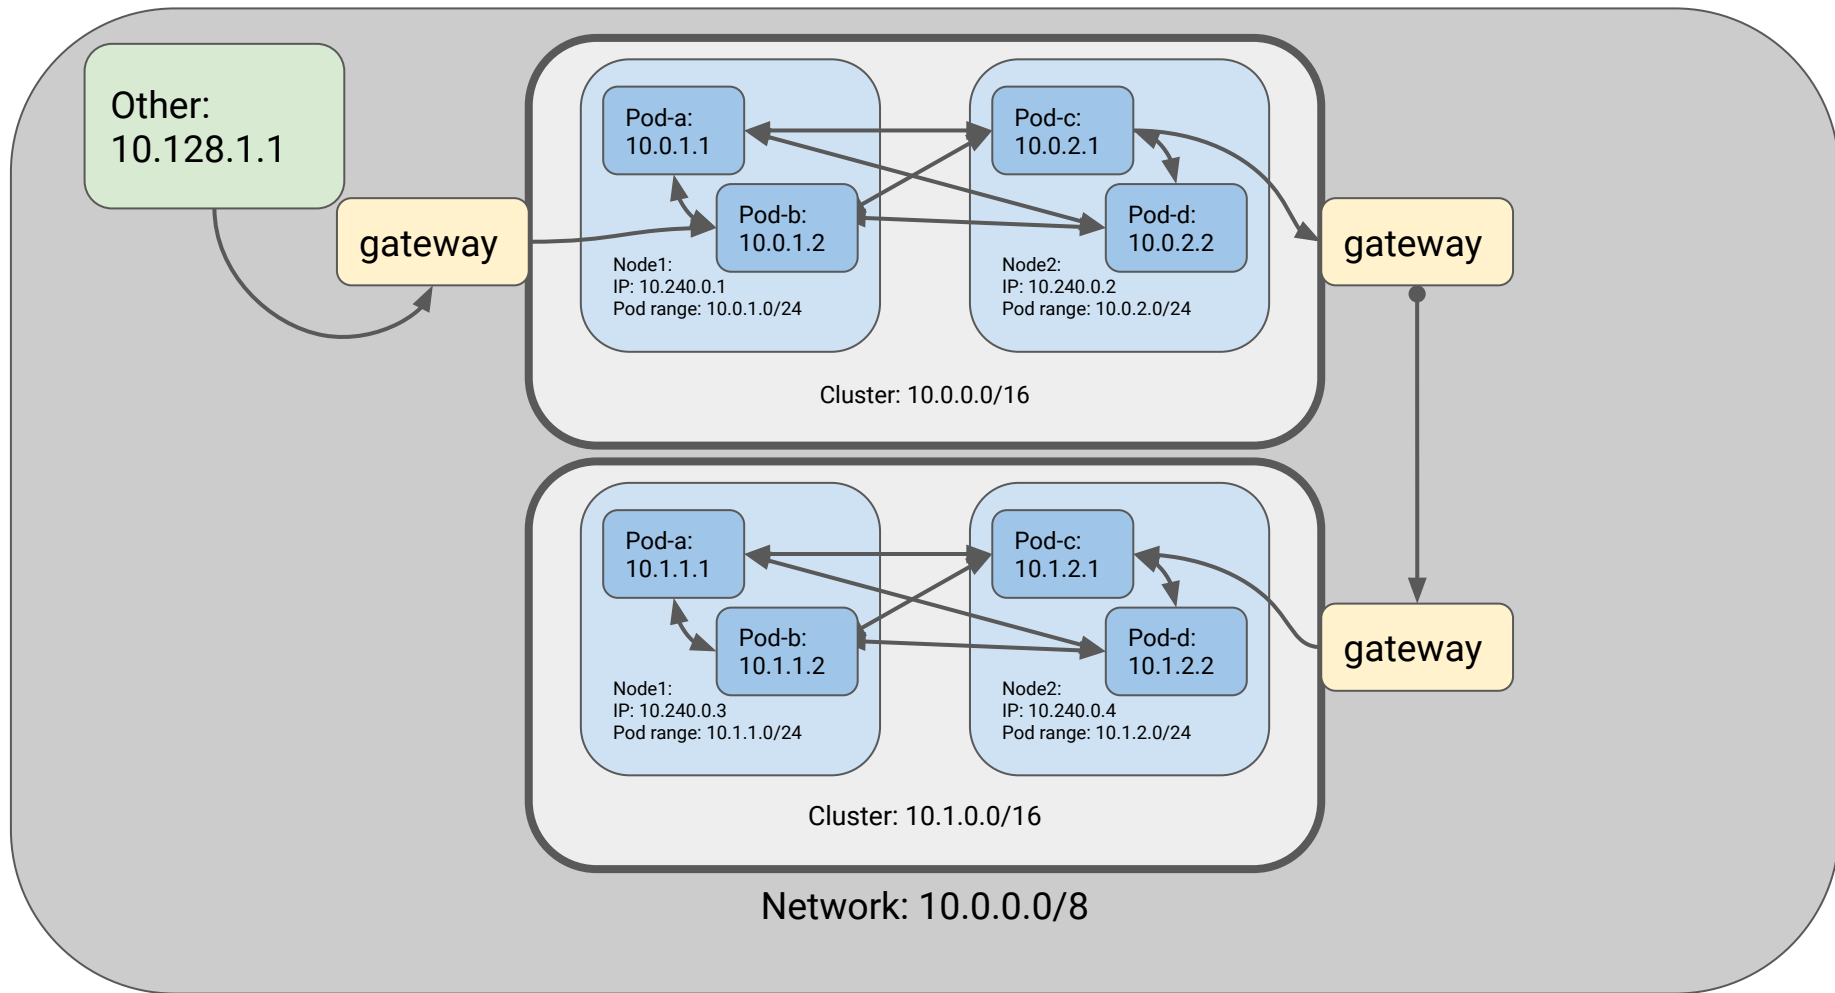 Other:
10.128.1.1
gateway
Pod-a:
10.0.1.1
Pod-b:
10.0.1.2
Node1:
IP: 10.240.0.1
Pod range: 10.0.1.0/24
Pod-c:
10.0.2.1
Pod-d:
10.0.2.2
Node2:
IP: 10.240.0.2
Pod range: 10.0.2.0/24
gateway
Cluster: 10.0.0.0/16
Pod-a:
10.1.1.1
Pod-b:
10.1.1.2
Node1:
IP: 10.240.0.3
Pod range: 10.1.1.0/24
Pod-c:
10.1.2.1
Pod-d:
10.1.2.2
Node2:
IP: 10.240.0.4
Pod range: 10.1.2.0/24
gateway
Cluster: 10.1.0.0/16
Network: 10.0.0.0/8